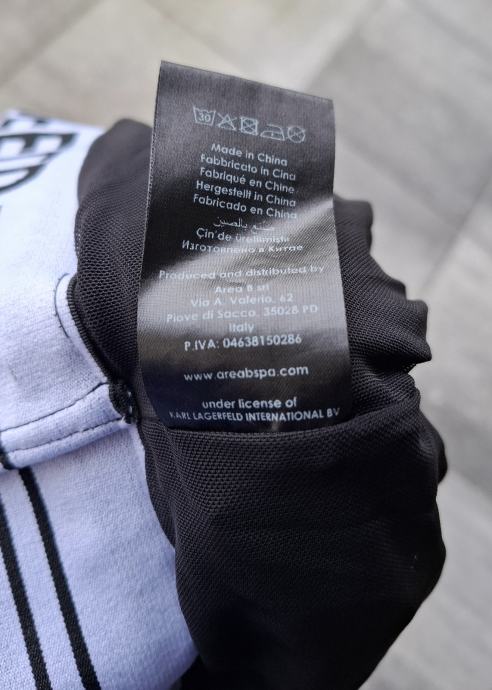 30
Made in China
Fabbricato in Cina
Fabriqué en Chine
Hergestellt in China
Fabricado en China
صنع بالصين
Çin'de üretilmiştir
Изготовлено в Китае
Produced and distributed by
Area B srl
Via A. Valerio, 62
Piove di Sacco, 35028 PD
Italy
P.IVA: 04638150286
www.areabspa.com
under license of
KARL LAGERFELD INTERNATIONAL BV